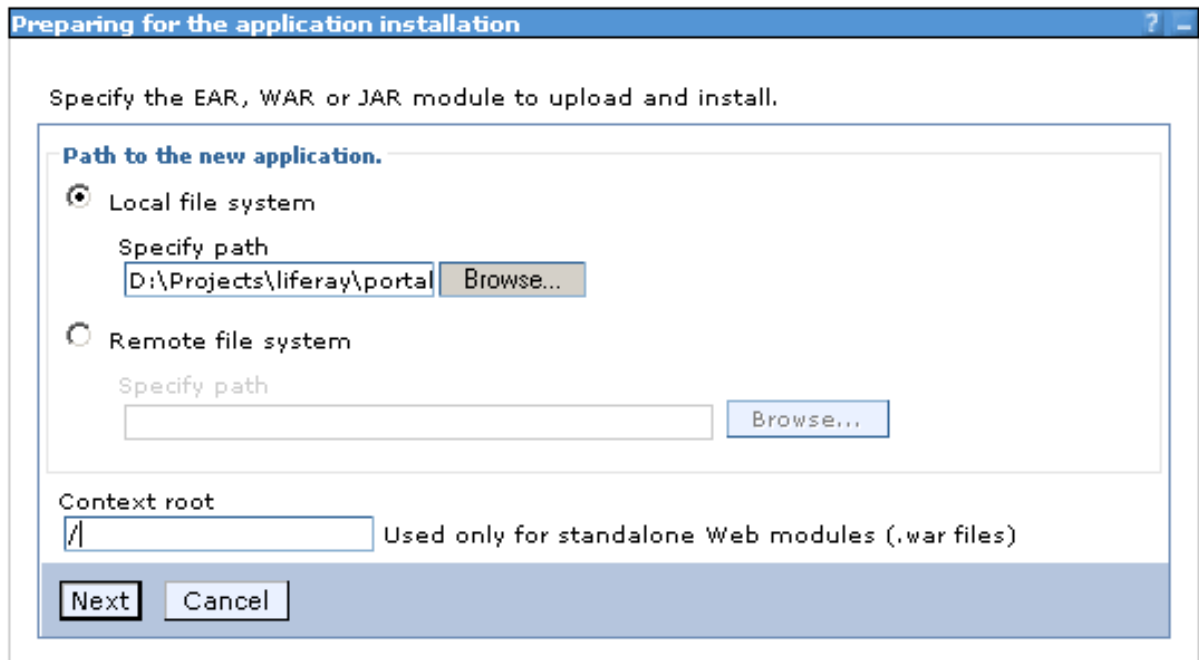 Preparing for the application installation ? –
Specify the EAR, WAR or JAR module to upload and install.
Path to the new application.
Local file system
Specify path
D:\Projects\liferay\portal Browse...
Remote file system
Specify path
Browse...
Context root
/ Used only for standalone Web modules (.war files)
Next Cancel